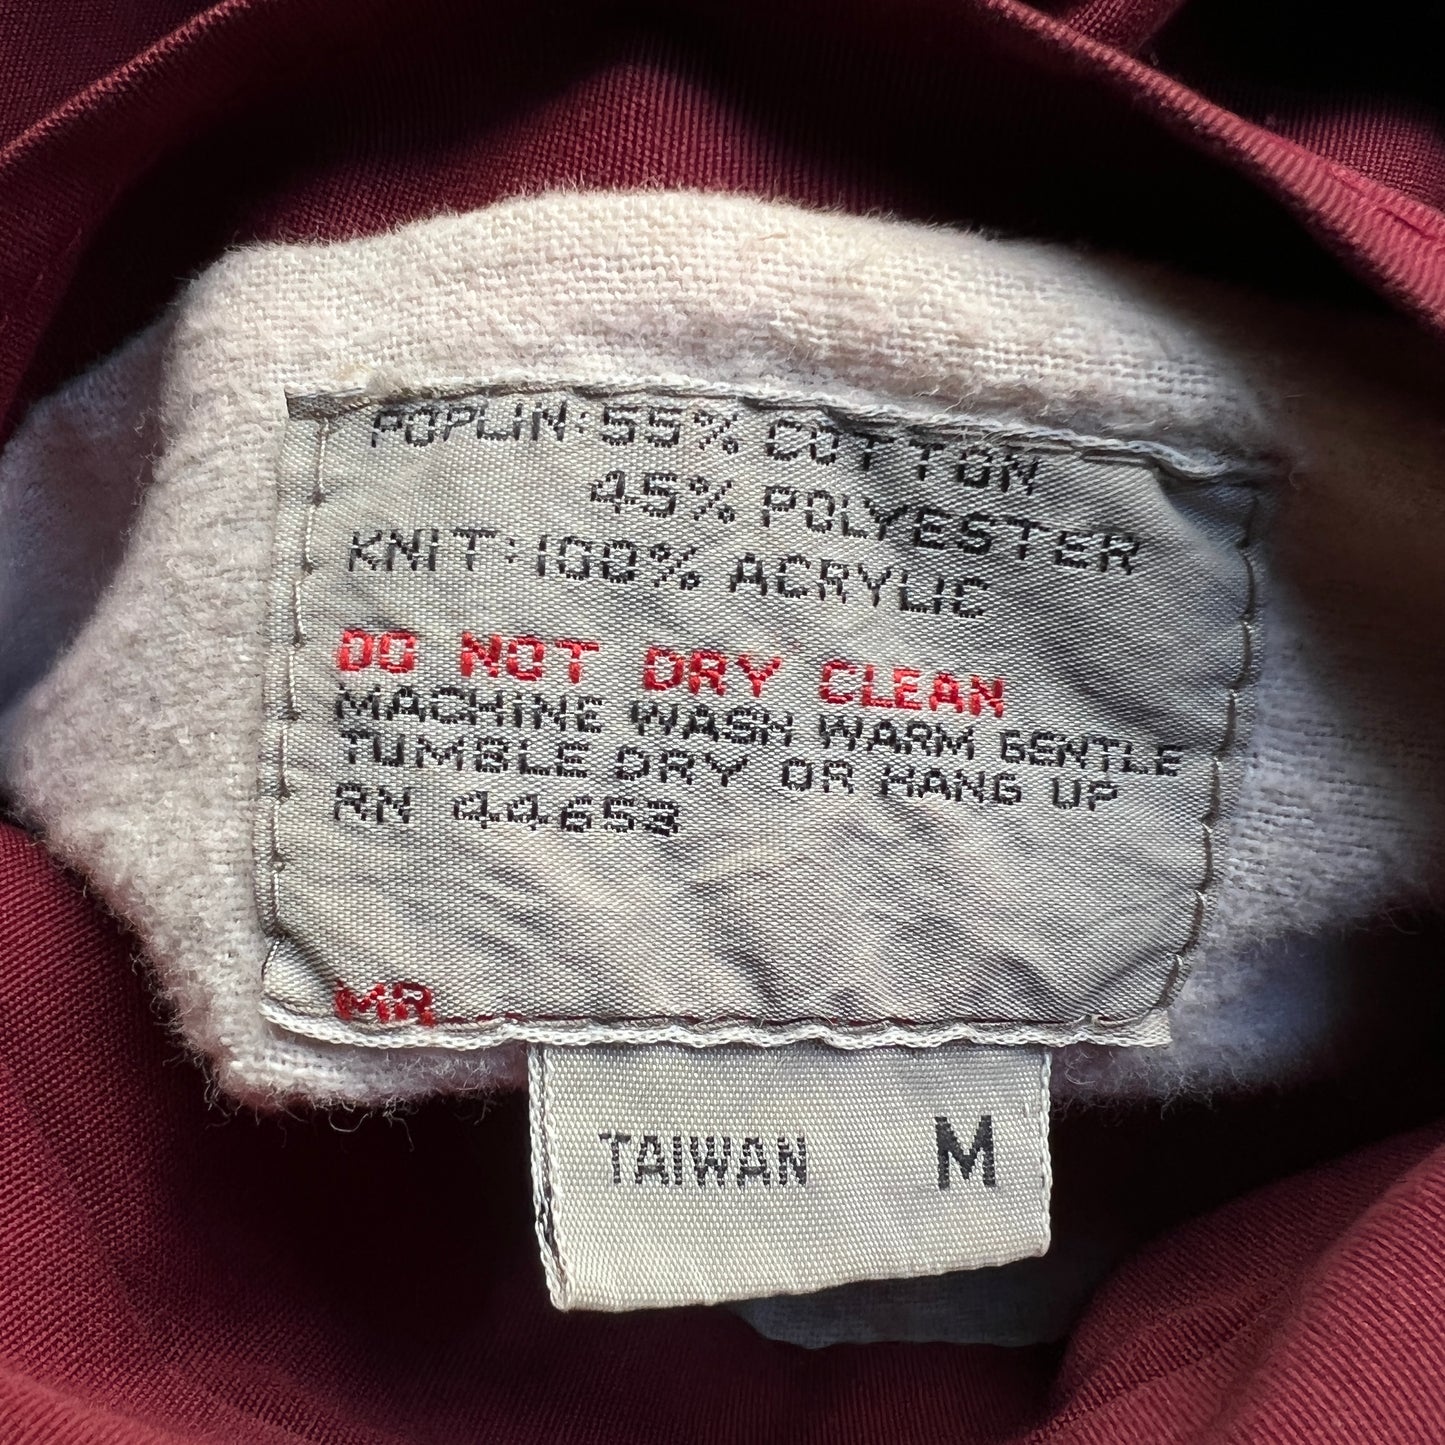 POPLIN: 55% COTTON
45% POLYESTER
KNIT: 100% ACRYLIC
DO NOT DRY CLEAN
MACHINE WASH WARM GENTLE
TUMBLE DRY OR HANG UP
RN 44653
MR
TAIWAN M